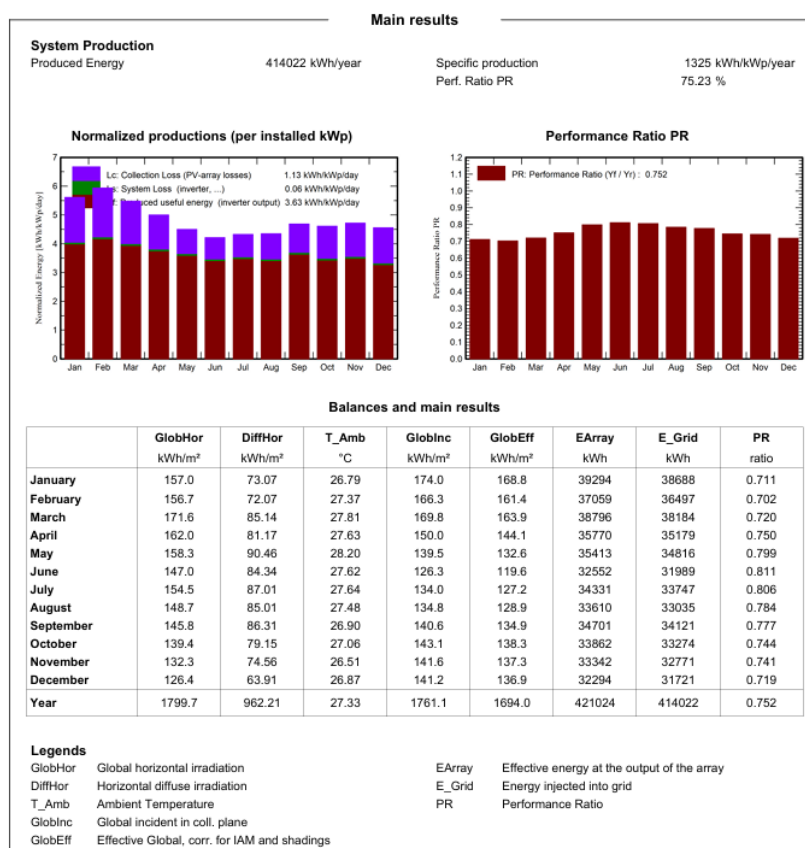 Main results
System Production
Produced Energy 414022 kWh/year Specific production 1325 kWh/kWp/year
Perf. Ratio PR 75.23 %
Normalized productions (per installed kWp)
7
6
5
4
3
2
1
0
Normalized Energy [kWh/kWp/day]
Lc: Collection Loss (PV-array losses) 1.13 kWh/kWp/day
System Loss (inverter, ...) 0.06 kWh/kWp/day
useful energy (inverter output) 3.63 kWh/kWp/day
Jan Feb Mar Apr May Jun Jul Aug Sep Oct Nov Dec
Performance Ratio PR
1.2
1.1
1.0
0.9
0.8
0.7
0.6
0.5
0.4
0.3
0.2
0.1
0.0
Performance Ratio PR
PR: Performance Ratio (Yf / Yr) : 0.752
Jan Feb Mar Apr May Jun Jul Aug Sep Oct Nov Dec
Balances and main results
GlobHor DiffHor T_Amb GlobInc GlobEff EArray E_Grid PR
kWh/m² kWh/m² °C kWh/m² kWh/m² kWh kWh ratio
January 157.0 73.07 26.79 174.0 168.8 39294 38688 0.711
February 156.7 72.07 27.37 166.3 161.4 37059 36497 0.702
March 171.6 85.14 27.81 169.8 163.9 38796 38184 0.720
April 162.0 81.17 27.63 150.0 144.1 35770 35179 0.750
May 158.3 90.46 28.20 139.5 132.6 35413 34816 0.799
June 147.0 84.34 27.62 126.3 119.6 32552 31989 0.811
July 154.5 87.01 27.64 134.0 127.2 34331 33747 0.806
August 148.7 85.01 27.48 134.8 128.9 33610 33035 0.784
September 145.8 86.31 26.90 140.6 134.9 34701 34121 0.777
October 139.4 79.15 27.06 143.1 138.3 33862 33274 0.744
November 132.3 74.56 26.51 141.6 137.3 33342 32771 0.741
December 126.4 63.91 26.87 141.2 136.9 32294 31721 0.719
Year 1799.7 962.21 27.33 1761.1 1694.0 421024 414022 0.752
Legends
GlobHor Global horizontal irradiation EArray Effective energy at the output of the array
DiffHor Horizontal diffuse irradiation E_Grid Energy injected into grid
T_Amb Ambient Temperature PR Performance Ratio
GlobInc Global incident in coll. plane
GlobEff Effective Global, corr. for IAM and shadings